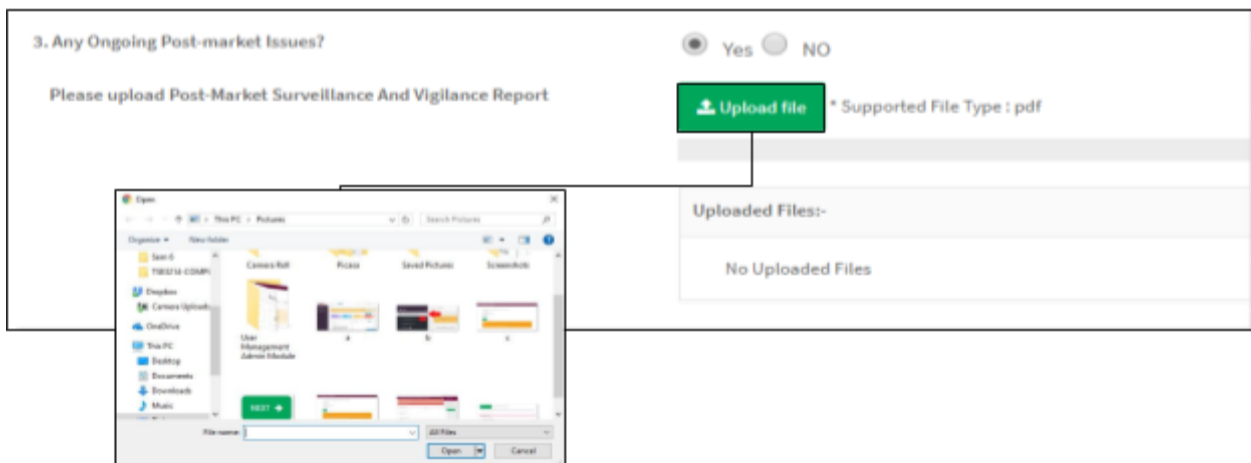 3. Any Ongoing Post-market Issues?
Yes NO
Please upload Post-Market Surveillance And Vigilance Report
Upload file * Supported File Type : pdf
Uploaded Files:-
No Uploaded Files
Open
This PC > Pictures
Search Pictures
Organize
New folder
Camera Roll
Picasa
Saved Pictures
Screenshots
Dropbox
Camera Uploads
OneDrive
This PC
Desktop
Documents
Downloads
Music
User Management Admin Module
a
b
c
NEXT
File name:
All Files
Open
Cancel